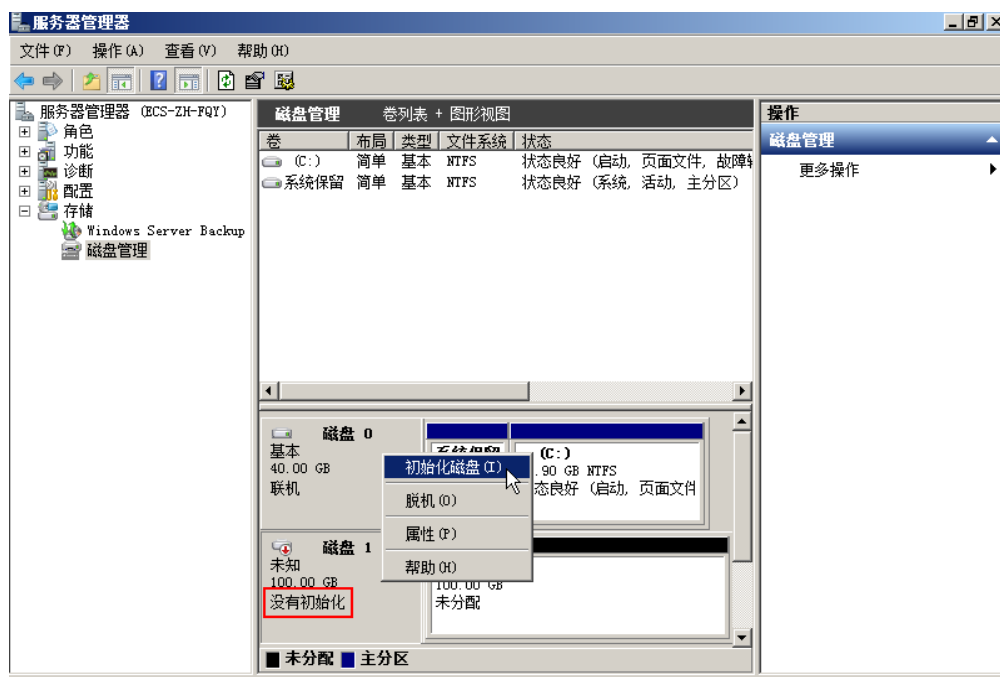 服务器管理器
文件(F) 操作(A) 查看(V) 帮助(H)
服务器管理器 (ECS-ZH-FQY)
角色
功能
诊断
配置
存储
Windows Server Backup
磁盘管理
磁盘管理 卷列表 + 图形视图
卷 布局 类型 文件系统 状态
(C:) 简单 基本 NTFS 状态良好 (启动, 页面文件, 故障转
系统保留 简单 基本 NTFS 状态良好 (系统, 活动, 主分区)
磁盘 0
基本
40.00 GB
联机
系统保留
(C:)
.90 GB NTFS
态良好 (启动, 页面文件
初始化磁盘(I)
脱机(O)
属性(P)
帮助(H)
磁盘 1
未知
100.00 GB
没有初始化
100.00 GB
未分配
未分配 主分区
操作
磁盘管理
更多操作